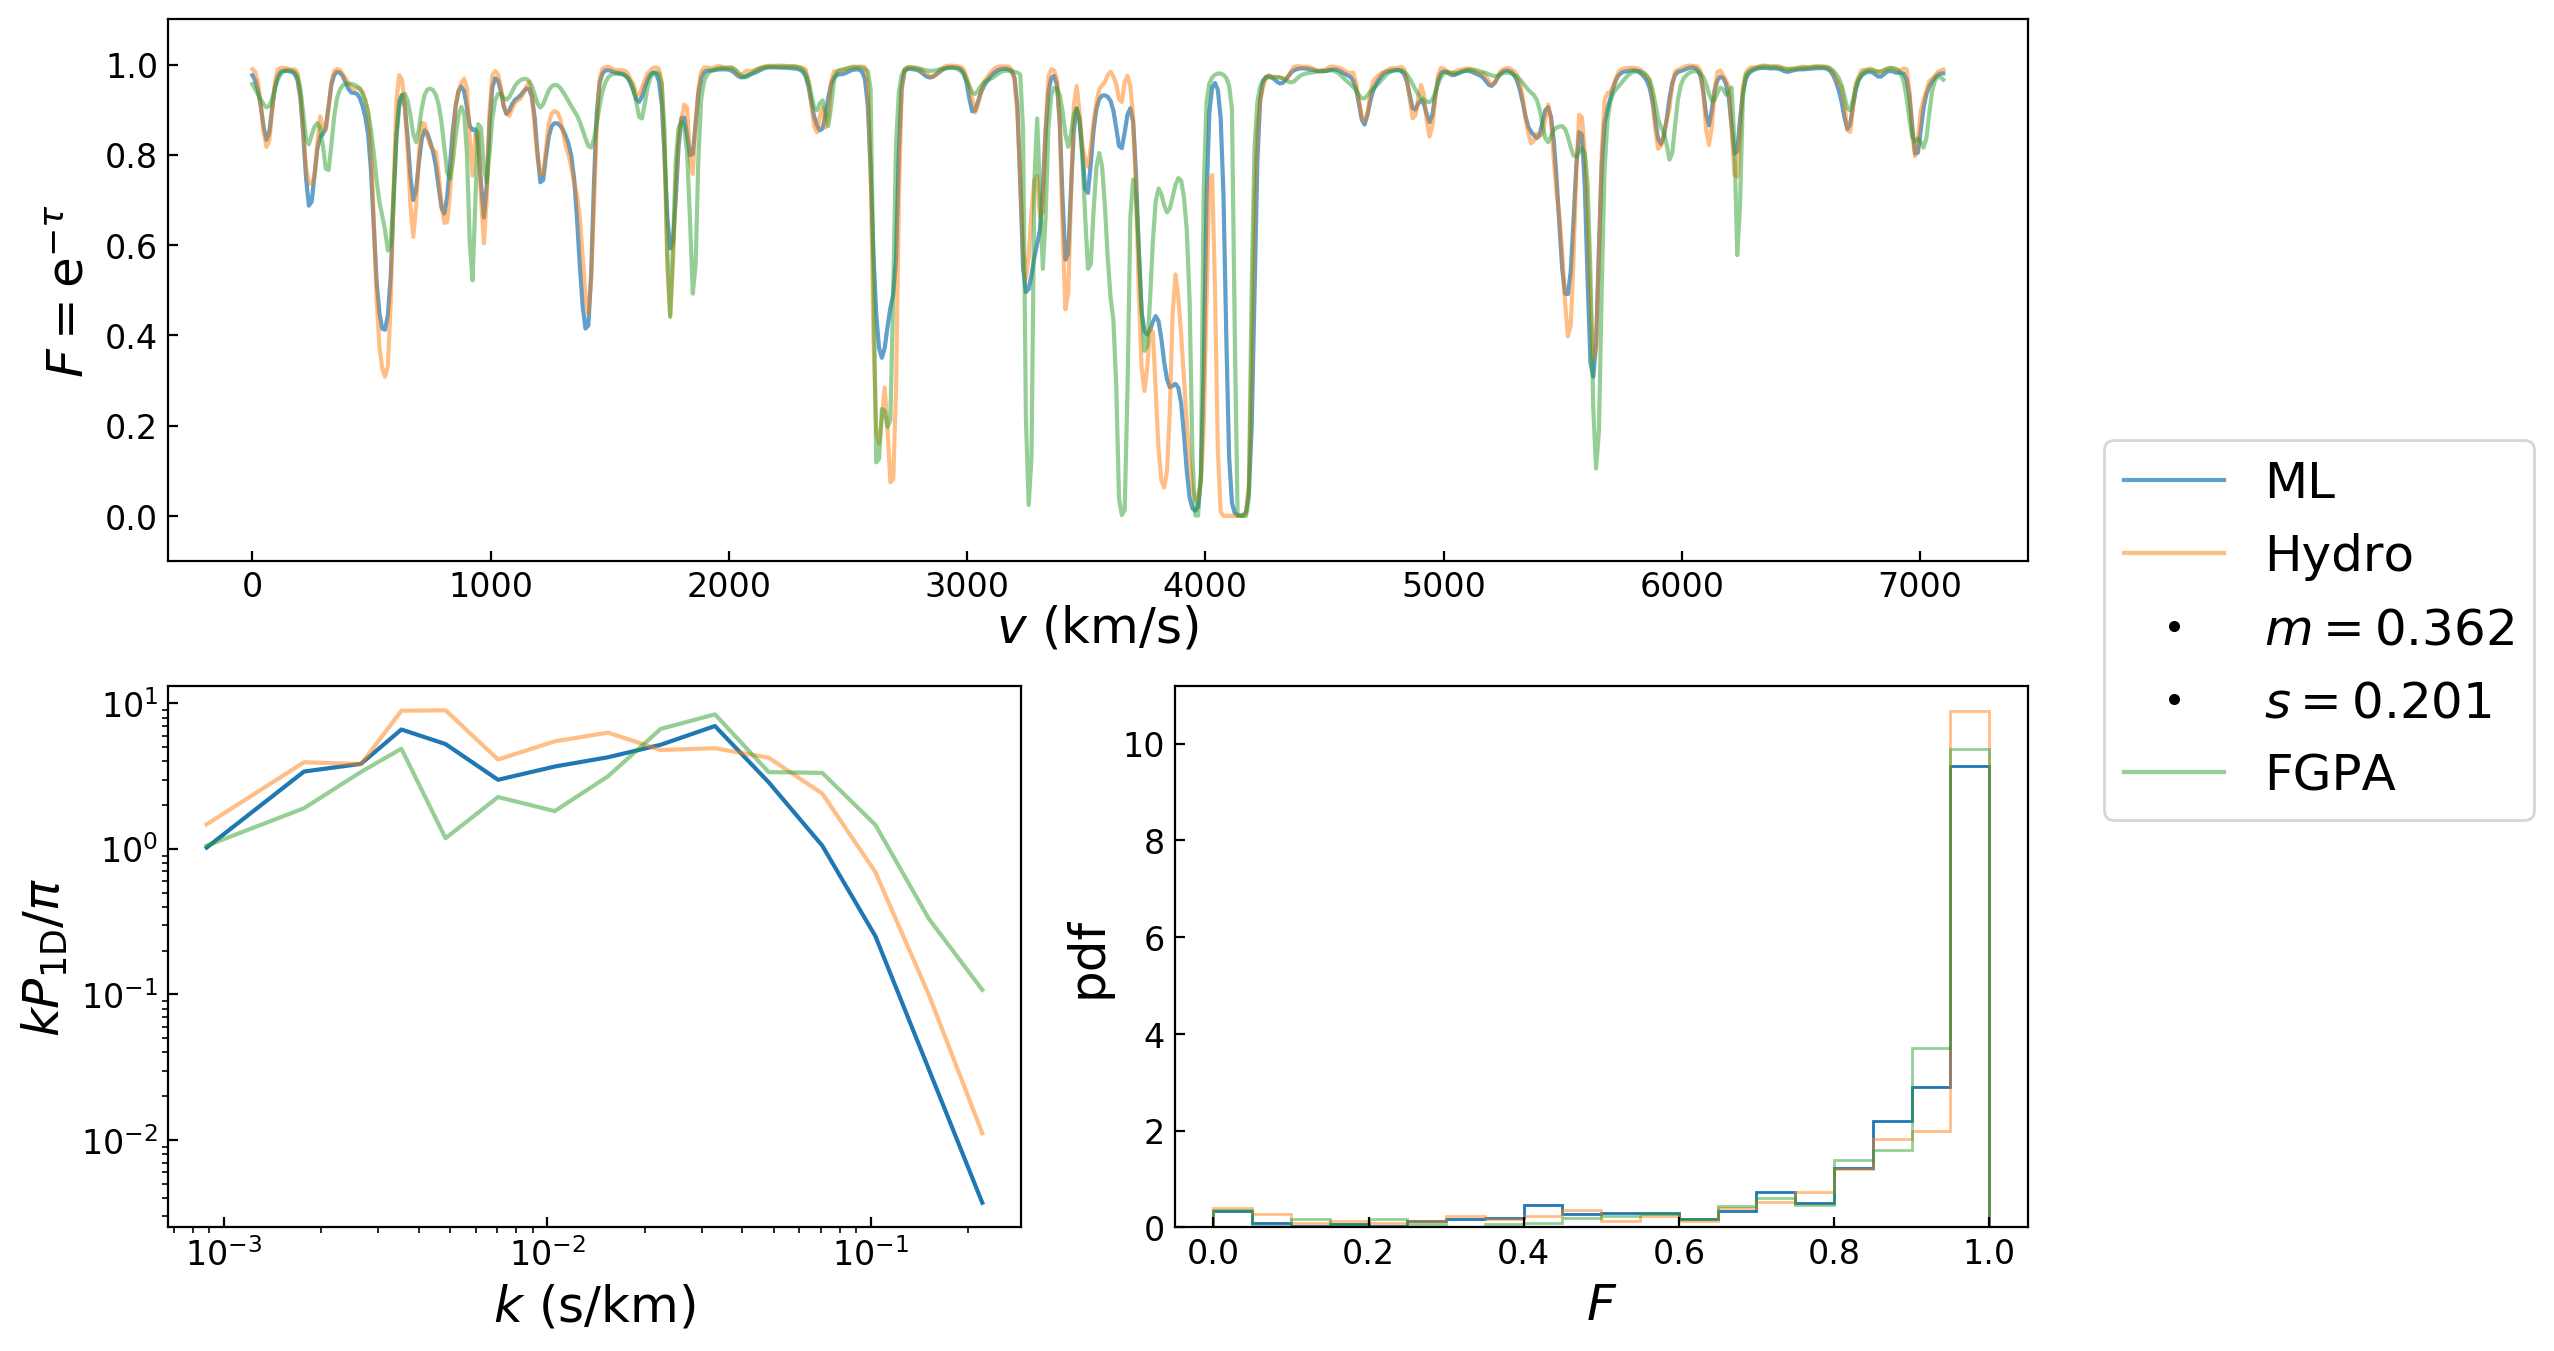 1.0
0.8
0.6
0.4
0.2
0.0
F = e^{−τ}
0 1000 2000 3000 4000 5000 6000 7000
v (km/s)
ML
Hydro
m = 0.362
s = 0.201
FGPA
10^1
10^0
10^{−1}
10^{−2}
kP_{1D}/π
10^{−3} 10^{−2} 10^{−1}
k (s/km)
10
8
6
4
2
0
pdf
0.0 0.2 0.4 0.6 0.8 1.0
F